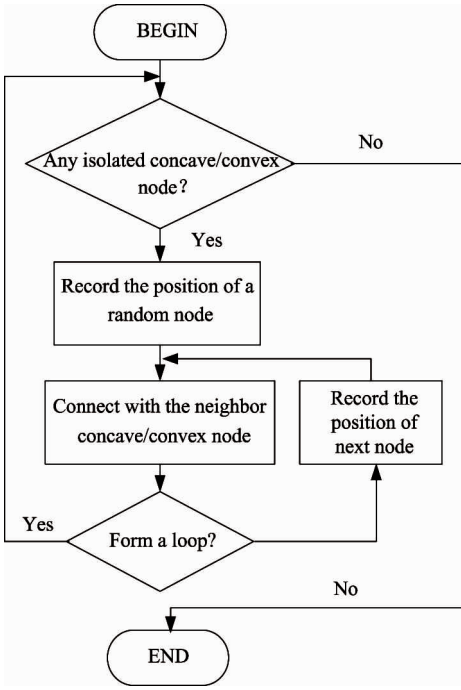 BEGIN
Any isolated concave/convex
node?
No
Yes
Record the position of a
random node
Connect with the neighbor
concave/convex node
Record the
position of
next node
Yes
Form a loop?
No
END